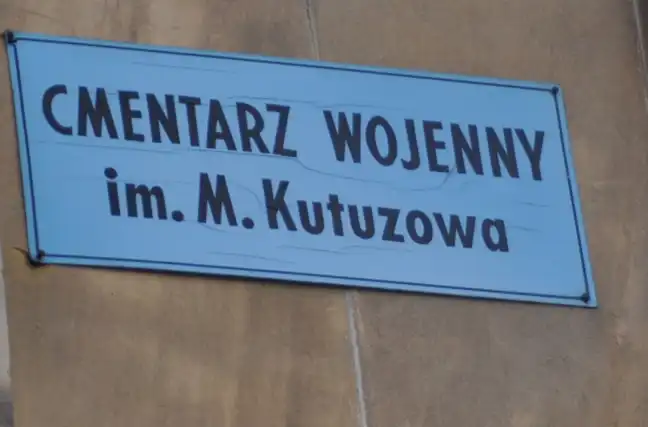 CMENTARZ WOJENNY
im. M. Kutuzowa